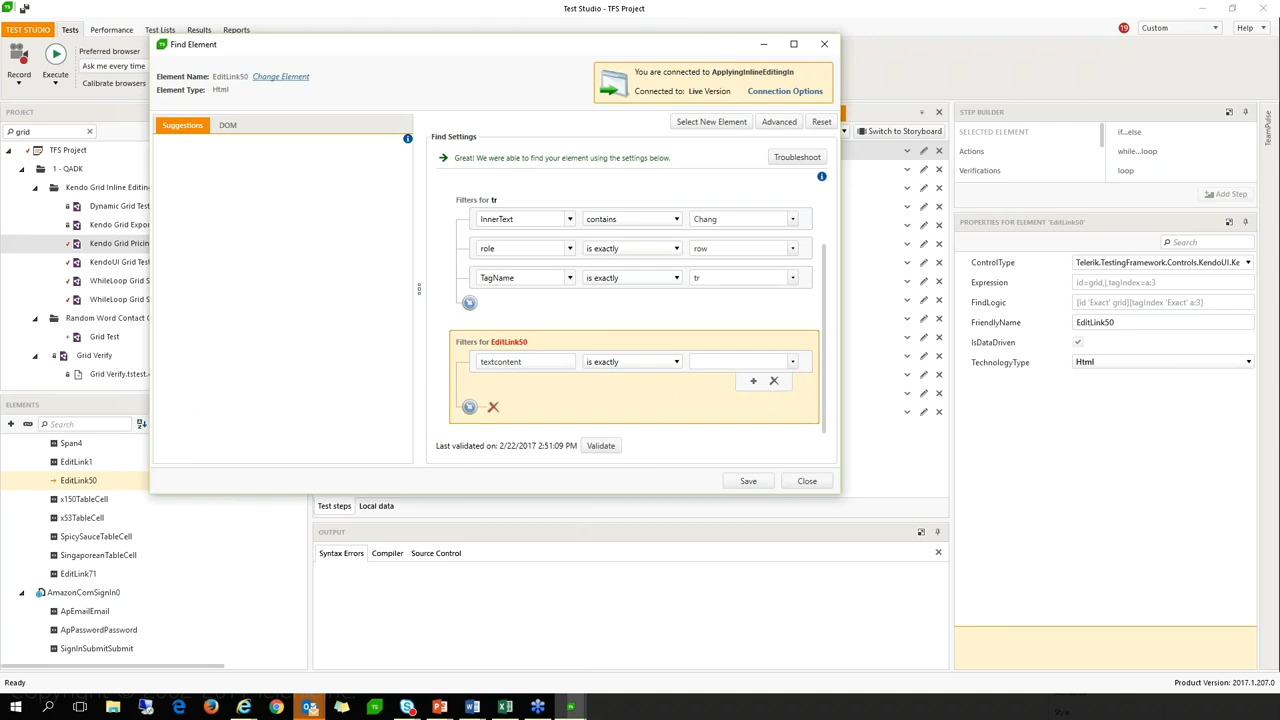 Test Studio - TFS Project
TEST STUDIO
Tests
Performance
Test Lists
Results
Reports
19
Custom
Help
Record
Execute
Preferred browser
Ask me every time
Calibrate browsers
Find Element
Element Name: EditLink50 Change Element
Element Type: Html
You are connected to ApplyingInlineEditingIn
Connected to: Live Version Connection Options
Suggestions
DOM
Select New Element
Advanced
Reset
Find Settings
Great! We were able to find your element using the settings below.
Troubleshoot
Filters for tr
InnerText contains Chang
role is exactly row
TagName is exactly tr
Filters for EditLink50
textcontent is exactly
Last validated on: 2/22/2017 2:51:09 PM
Validate
Save
Close
PROJECT
grid
TFS Project
1 - QADK
Kendo Grid Inline Editing
Dynamic Grid Test
Kendo Grid Export
Kendo Grid Pricin
KendoUI Grid Test
WhileLoop Grid S
WhileLoop Grid S
Random Word Contact G
Grid Test
Grid Verify
Grid Verify.tstest.
ELEMENTS
Search
Span4
EditLink1
EditLink50
x150TableCell
x53TableCell
SpicySauceTableCell
SingaporeanTableCell
EditLink71
AmazonComSignIn0
ApEmailEmail
ApPasswordPassword
SignInSubmitSubmit
Switch to Storyboard
Test steps
Local data
OUTPUT
Syntax Errors
Compiler
Source Control
STEP BUILDER
SELECTED ELEMENT
Actions
Verifications
if...else
while...loop
loop
Add Step
PROPERTIES FOR ELEMENT 'EditLink50'
Search
ControlType Telerik.TestingFramework.Controls.KendoUI.Ke
Expression id=grid,|,tagIndex=a:3
FindLogic [id 'Exact' grid][tagIndex 'Exact' a:3]
FriendlyName EditLink50
IsDataDriven
TechnologyType Html
TeamPulse
Ready
Product Version: 2017.1.207.0